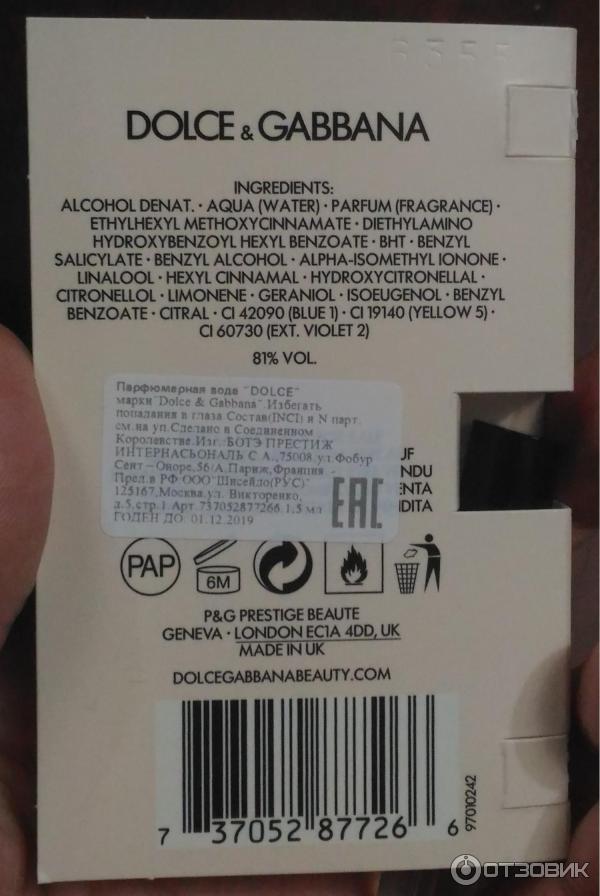 6355
DOLCE & GABBANA
INGREDIENTS:
ALCOHOL DENAT. · AQUA (WATER) · PARFUM (FRAGRANCE) ·
ETHYLHEXYL METHOXYCINNAMATE · DIETHYLAMINO
HYDROXYBENZOYL HEXYL BENZOATE · BHT · BENZYL
SALICYLATE · BENZYL ALCOHOL · ALPHA-ISOMETHYL IONONE ·
LINALOOL · HEXYL CINNAMAL · HYDROXYCITRONELLAL ·
CITRONELLOL · LIMONENE · GERANIOL · ISOEUGENOL · BENZYL
BENZOATE · CITRAL · CI 42090 (BLUE 1) · CI 19140 (YELLOW 5) ·
CI 60730 (EXT. VIOLET 2)
81% VOL.
Парфюмерная вода "DOLCE"
марки"Dolce & Gabbana".Избегать
попадания в глаза.Состав(INCI) и N парт.
см.на уп.Сделано в Соединенном
Королевстве.Изг.:БОТЭ ПРЕСТИЖ
ИНТЕРНАСЬОНАЛЬ С.А.,75008,ул.Фобур
Сент-Оноре,56/А,Париж,Франция -
Пред.в РФ ООО"Шисейдо(РУС)"
125167,Москва,ул. Викторенко,
д.5,стр.1.Арт.737052877266.1,5 мл
ГОДЕН ДО: 01.12.2019
EAC
UF
NDU
ENTA
NDITA
PAP
6M
P&G PRESTIGE BEAUTE
GENEVA · LONDON EC1A 4DD, UK
MADE IN UK
DOLCEGABBANABEAUTY.COM
7 37052 87726 6
97010242
ОТЗОВИК